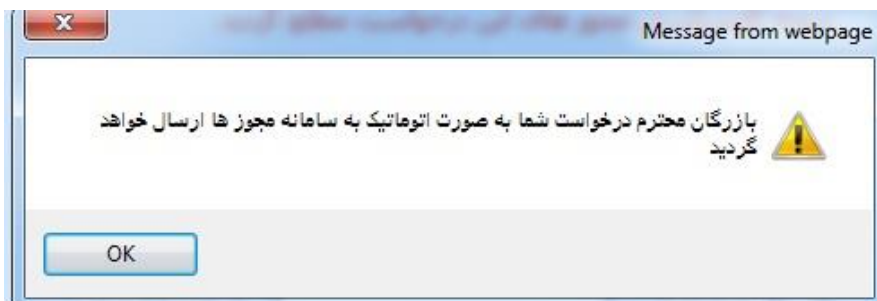 Message from webpage
بازرگان محترم درخواست شما به صورت اتوماتیک به سامانه مجوز ها ارسال خواهد
گردید
OK